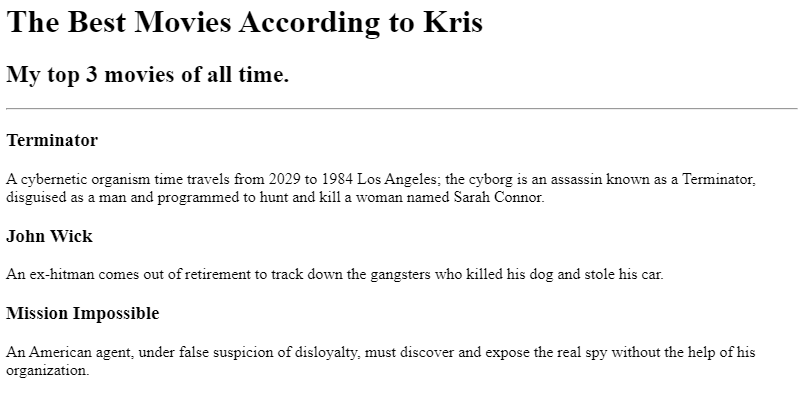 The Best Movies According to Kris
My top 3 movies of all time.
Terminator
A cybernetic organism time travels from 2029 to 1984 Los Angeles; the cyborg is an assassin known as a Terminator,
disguised as a man and programmed to hunt and kill a woman named Sarah Connor.
John Wick
An ex-hitman comes out of retirement to track down the gangsters who killed his dog and stole his car.
Mission Impossible
An American agent, under false suspicion of disloyalty, must discover and expose the real spy without the help of his
organization.